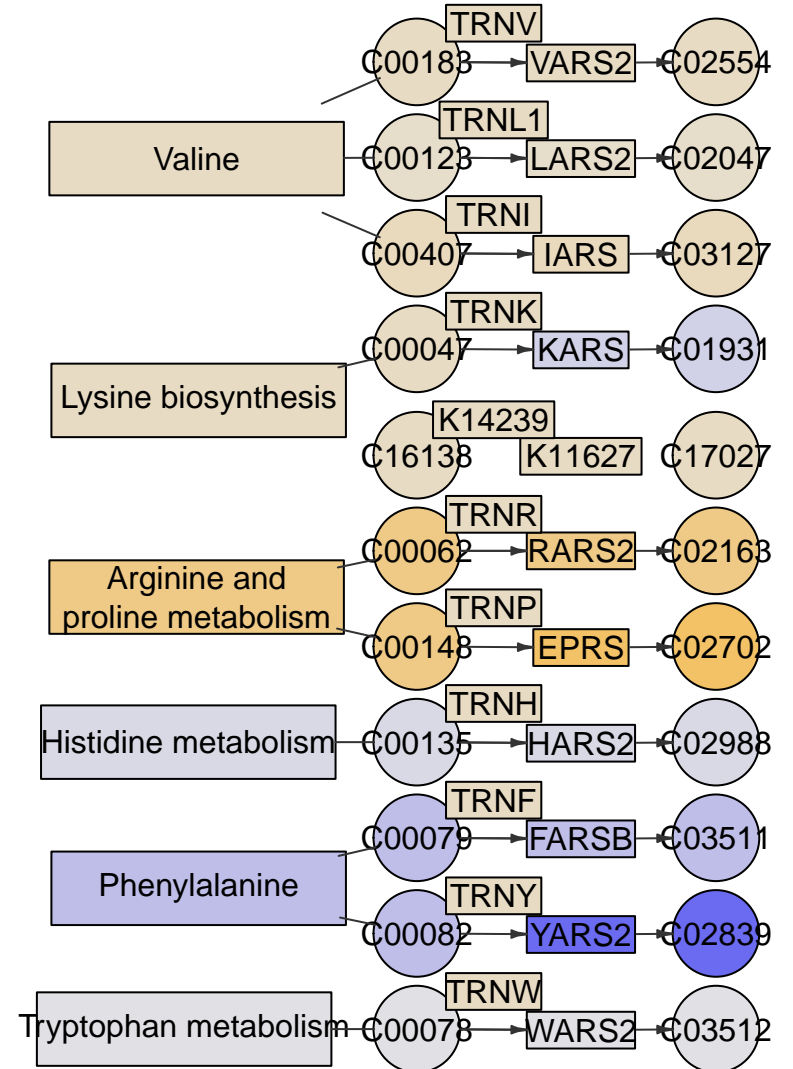 TRNV
C00183
VARS2
C02554
TRNL1
Valine
C00123
LARS2
C02047
TRNI
C00407
IARS
C03127
TRNK
C00047
KARS
C01931
Lysine biosynthesis
K14239
C16138
K11627
C17027
TRNR
C00062
RARS2
C02163
Arginine and
proline metabolism
TRNP
C00148
EPRS
C02702
TRNH
Histidine metabolism
C00135
HARS2
C02988
TRNF
C00079
FARSB
C03511
Phenylalanine
TRNY
C00082
YARS2
C02839
TRNW
Tryptophan metabolism
C00078
WARS2
C03512